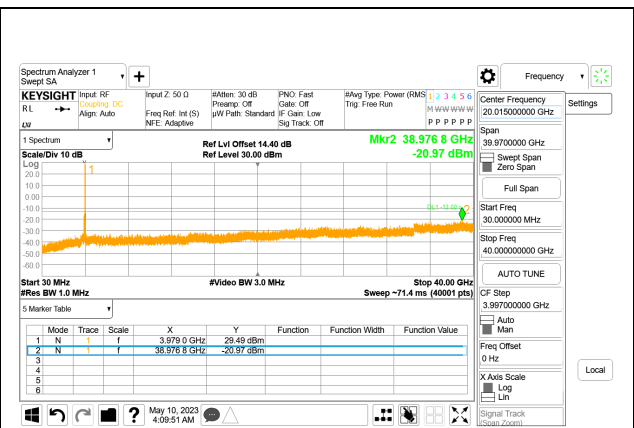 Spectrum Analyzer 1
Swept SA
Frequency
KEYSIGHT
RL
LXI
Input: RF
Coupling: DC
Align: Auto
Input Z: 50 Ω
Freq Ref: Int (S)
NFE: Adaptive
#Atten: 30 dB
Preamp: Off
µW Path: Standard
PNO: Fast
Gate: Off
IF Gain: Low
Sig Track: Off
#Avg Type: Power (RMS
Trig: Free Run
1 2 3 4 5 6
M W W W W W
P P P P P P
1 Spectrum
Scale/Div 10 dB
Ref Lvl Offset 14.40 dB
Ref Level 30.00 dBm
Mkr2 38.976 8 GHz
-20.97 dBm
Log
1
20.0
10.0
0.00
-10.0
-20.0
-30.0
-40.0
-50.0
-60.0
DL1 -13.00
2
Start 30 MHz
#Res BW 1.0 MHz
#Video BW 3.0 MHz
Stop 40.00 GHz
Sweep ~71.4 ms (40001 pts)
5 Marker Table
Mode Trace Scale X Y Function Function Width Function Value
1 N 1 f 3.979 0 GHz 29.49 dBm
2 N 1 f 38.976 8 GHz -20.97 dBm
3
4
5
6
May 10, 2023
4:09:51 AM
Center Frequency
20.015000000 GHz
Settings
Span
39.9700000 GHz
Swept Span
Zero Span
Full Span
Start Freq
30.000000 MHz
Stop Freq
40.000000000 GHz
AUTO TUNE
CF Step
3.997000000 GHz
Auto
Man
Freq Offset
0 Hz
X Axis Scale
Log
Lin
Local
Signal Track
(Span Zoom)